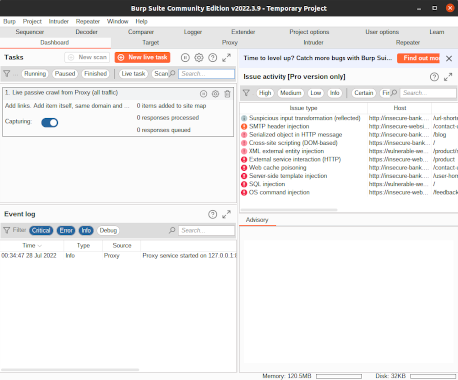 Burp Suite Community Edition v2022.3.9 - Temporary Project
Burp Project Intruder Repeater Window Help
Sequencer Decoder Comparer Logger Extender Project options User options Learn
Dashboard Target Proxy Intruder Repeater
Tasks New scan New live task
Filter Running Paused Finished Live task Scan Search...
1. Live passive crawl from Proxy (all traffic)
Add links. Add item itself, same domain and ... 0 items added to site map
Capturing: 0 responses processed
0 responses queued
Event log
Filter Critical Error Info Debug Search...
Time Type Source
00:34:47 28 Jul 2022 Info Proxy Proxy service started on 127.0.0.1:8
Time to level up? Catch more bugs with Burp Sui... Find out mo
Issue activity [Pro version only]
High Medium Low Info Certain Fir Search...
Issue type Host
Suspicious input transformation (reflected) http://insecure-bank... /url-short
SMTP header injection http://insecure-websi... /contact-
Serialized object in HTTP message http://insecure-bank... /blog
Cross-site scripting (DOM-based) https://insecure-bank... /
XML external entity injection https://vulnerable-we... /product/
External service interaction (HTTP) https://insecure-web... /product
Web cache poisoning http://insecure-bank... /contact-
Server-side template injection http://insecure-bank... /user-hom
SQL injection https://vulnerable-we... /
OS command injection https://insecure-web... /feedback
Advisory
Memory: 120.5MB Disk: 32KB